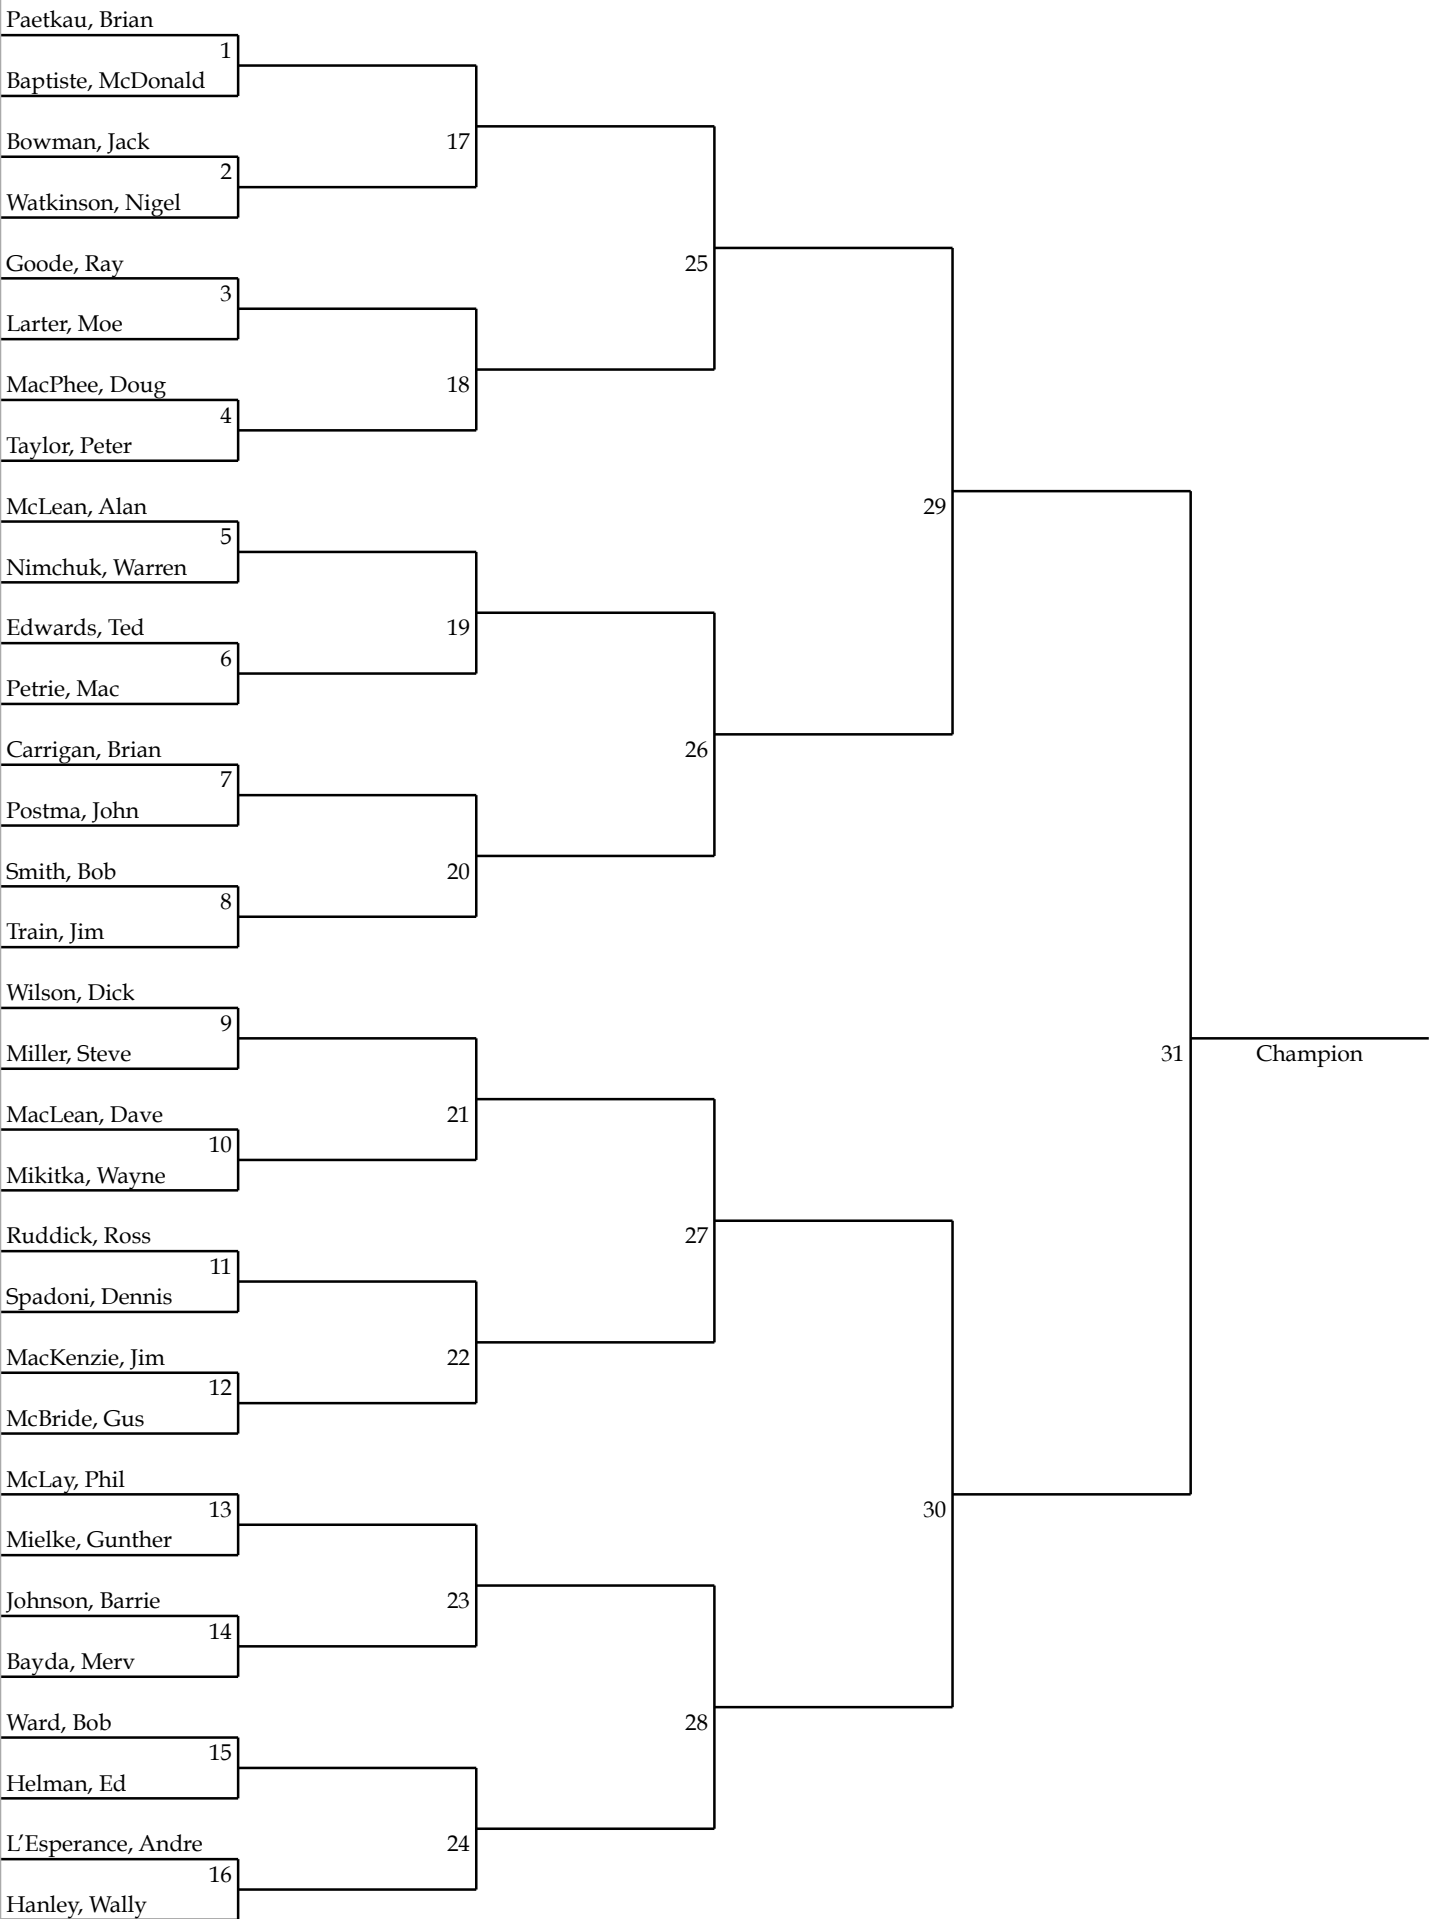 Paetkau, Brian
1
Baptiste, McDonald
Bowman, Jack
17
2
Watkinson, Nigel
Goode, Ray
25
3
Larter, Moe
MacPhee, Doug
18
4
Taylor, Peter
McLean, Alan
29
5
Nimchuk, Warren
Edwards, Ted
19
6
Petrie, Mac
Carrigan, Brian
26
7
Postma, John
Smith, Bob
20
8
Train, Jim
Wilson, Dick
9
Miller, Steve
31
Champion
MacLean, Dave
21
10
Mikitka, Wayne
Ruddick, Ross
27
11
Spadoni, Dennis
MacKenzie, Jim
22
12
McBride, Gus
McLay, Phil
13
30
Mielke, Gunther
Johnson, Barrie
23
14
Bayda, Merv
Ward, Bob
28
15
Helman, Ed
L'Esperance, Andre
24
16
Hanley, Wally